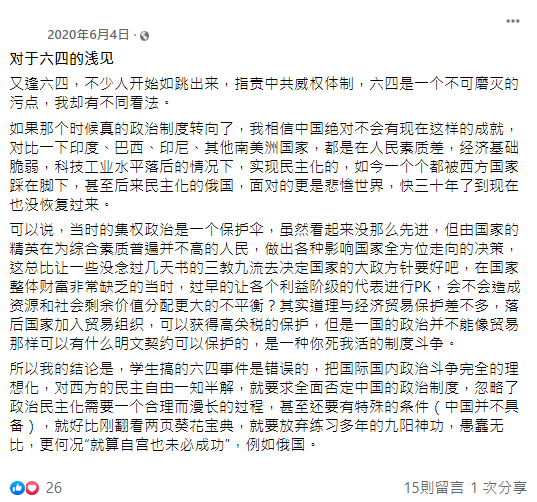 2020年6月4日 ·
对于六四的浅见
又逢六四，不少人开始如跳出来，指责中共威权体制，六四是一个不可磨灭的
污点，我却有不同看法。
如果那个时候真的政治制度转向了，我相信中国绝对不会有现在这样的成就，
对比一下印度、巴西、印尼、其他南美洲国家，都是在人民素质差，经济基础
脆弱，科技工业水平落后的情况下，实现民主化的，如今一个个都被西方国家
踩在脚下，甚至后来民主化的俄国，面对的更是悲惨世界，快三十年了到现在
也没恢复过来。
可以说，当时的集权政治是一个保护伞，虽然看起来没那么先进，但由国家的
精英在为综合素质普遍并不高的人民，做出各种影响国家全方位走向的决策，
这总比让一些没念过几天书的三教九流去决定国家的大政方针要好吧，在国家
整体财富非常缺乏的当时，过早的让各个利益阶级的代表进行PK，会不会造成
资源和社会剩余价值分配更大的不平衡？其实道理与经济贸易保护差不多，落
后国家加入贸易组织，可以获得高关税的保护，但是一国的政治并不能像贸易
那样可以有什么明文契约可以保护的，是一种你死我活的制度斗争。
所以我的结论是，学生搞的六四事件是错误的，把国际国内政治斗争完全的理
想化，对西方的民主自由一知半解，就要求全面否定中国的政治制度，忽略了
政治民主化需要一个合理而漫长的过程，甚至还要有特殊的条件（中国并不具
备），就好比刚翻看两页葵花宝典，就要放弃练习多年的九阳神功，愚蠢无
比，更何况“就算自宫也未必成功”，例如俄国。
26
15則留言 1 次分享